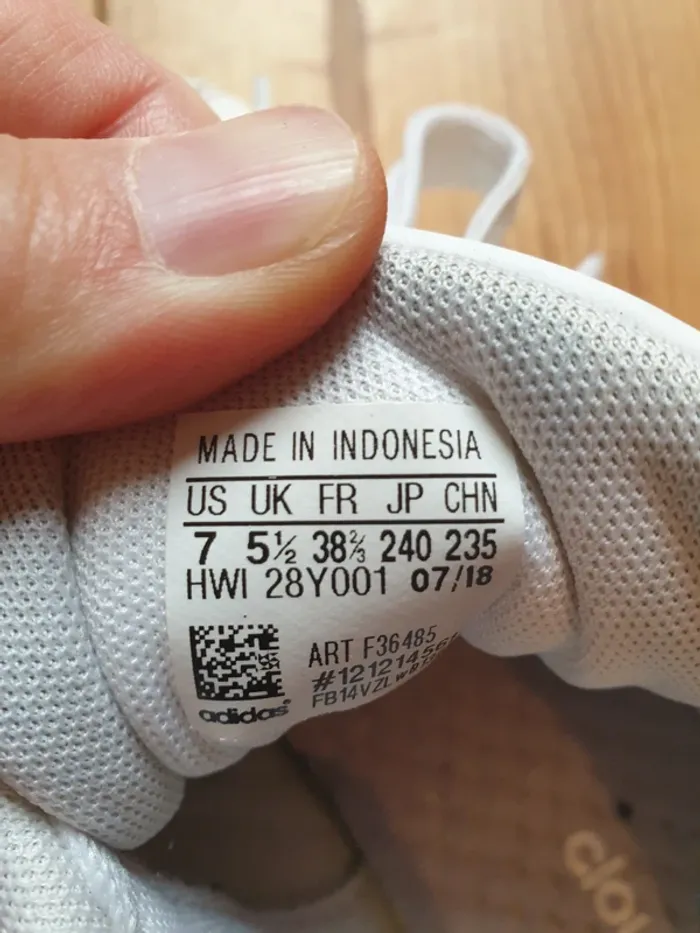 MADE IN INDONESIA
US UK FR JP CHN
7 5½ 38⅔ 240 235
HWI 28Y001 07/18
ART F36485
adidas